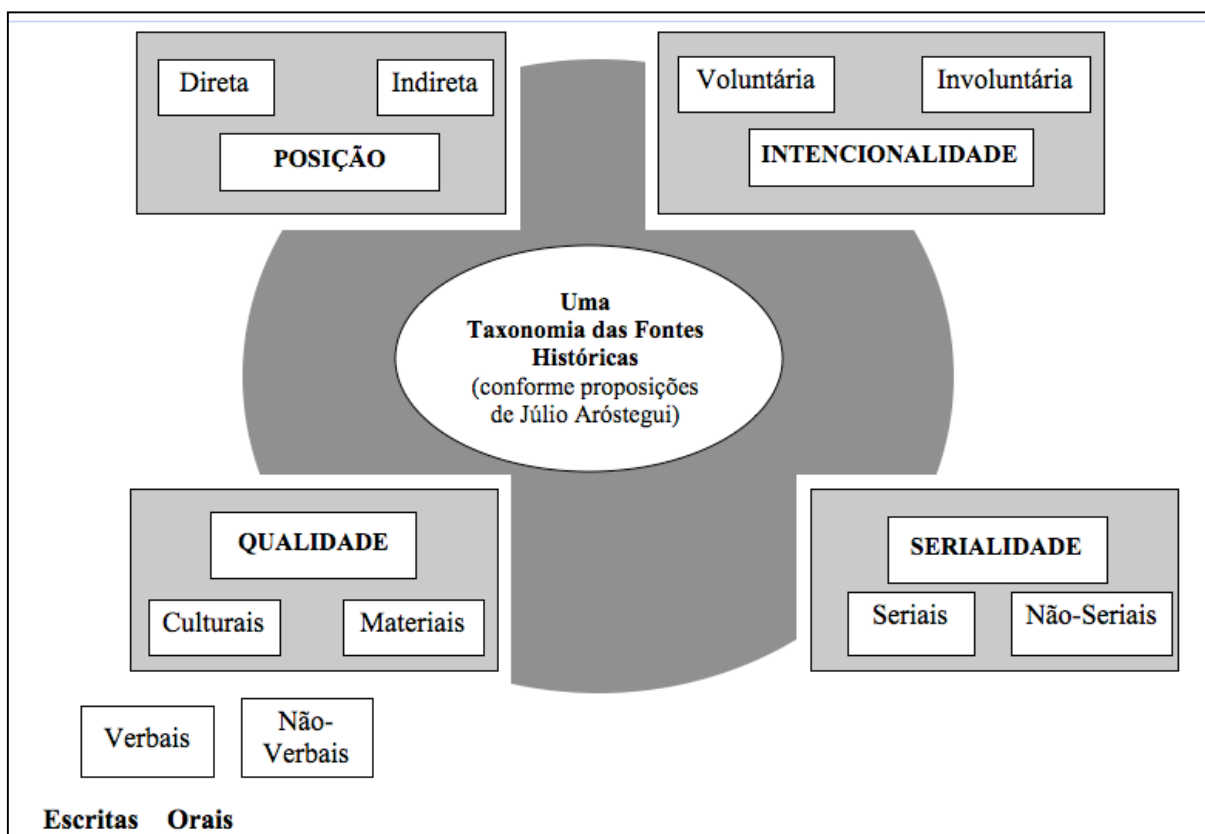 Direta
Indireta
POSIÇÃO
Voluntária
Involuntária
INTENCIONALIDADE
Uma
Taxonomia das Fontes
Históricas
(conforme proposições
de Júlio Aróstegui)
QUALIDADE
Culturais
Materiais
SERIALIDADE
Seriais
Não-Seriais
Verbais
Não-
Verbais
Escritas Orais